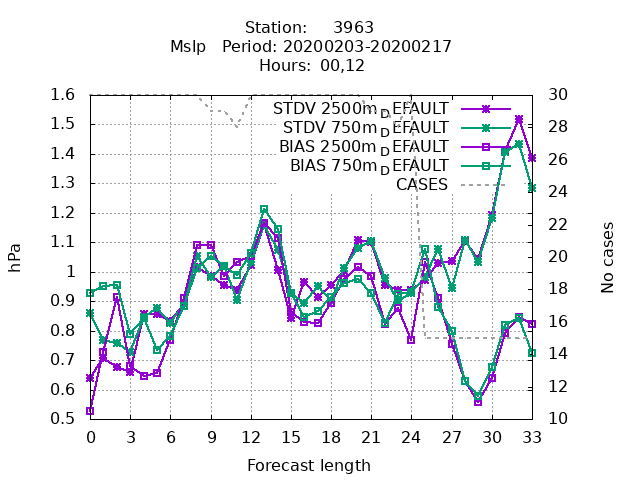 Station: 3963
Mslp Period: 20200203-20200217
Hours: 00,12
STDV 2500m_DEFAULT
STDV 750m_DEFAULT
BIAS 2500m_DEFAULT
BIAS 750m_DEFAULT
CASES
1.6
1.5
1.4
1.3
1.2
1.1
1
0.9
0.8
0.7
0.6
0.5
hPa
30
28
26
24
22
20
18
16
14
12
10
No cases
0 3 6 9 12 15 18 21 24 27 30 33
Forecast length